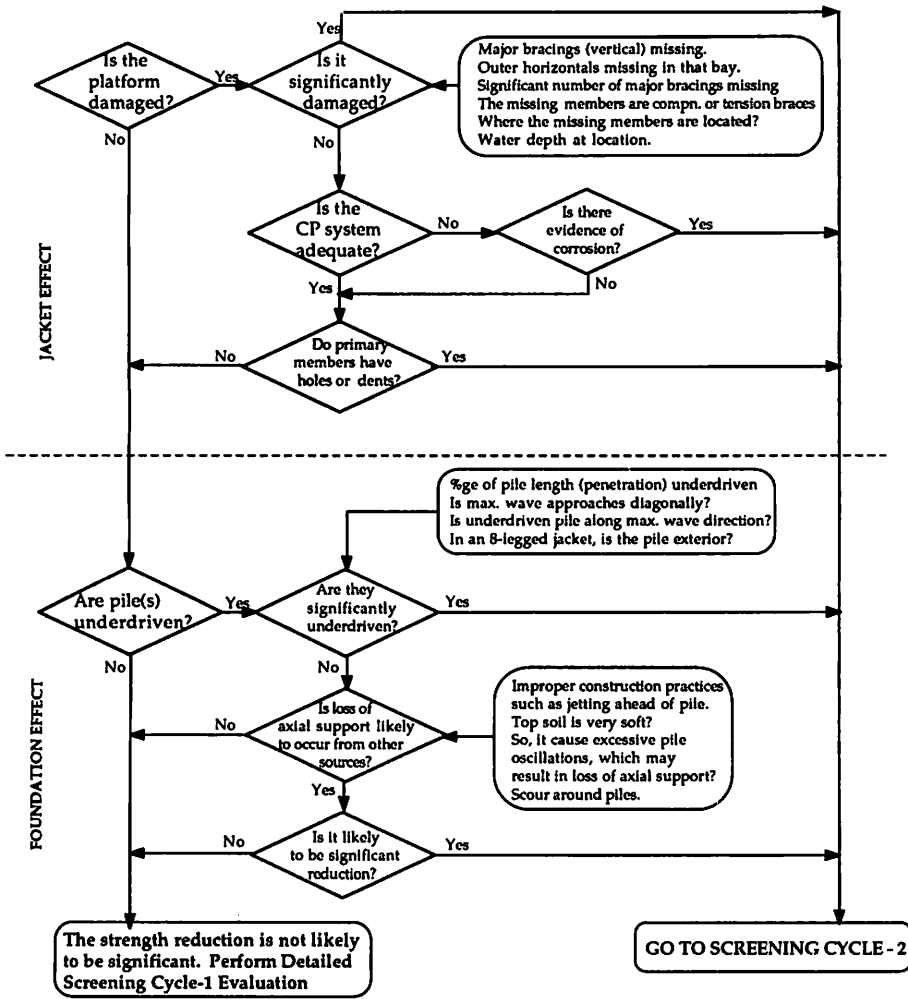 Yes
Is the
platform
damaged?
Yes
Is it
significantly
damaged?
Major bracings (vertical) missing.
Outer horizontals missing in that bay.
Significant number of major bracings missing
The missing members are compn. or tension braces
Where the missing members are located?
Water depth at location.
No
No
Is the
CP system
adequate?
No
Is there
evidence of
corrosion?
Yes
Yes
No
JACKET EFFECT
No
Do primary
members have
holes or dents?
Yes
%ge of pile length (penetration) underdriven
Is max. wave approaches diagonally?
Is underdriven pile along max. wave direction?
In an 8-legged jacket, is the pile exterior?
Are pile(s)
underdriven?
Yes
Are they
significantly
underdriven?
Yes
No
No
FOUNDATION EFFECT
No
Is loss of
axial support likely
to occur from other
sources?
Improper construction practices
such as jetting ahead of pile.
Top soil is very soft?
So, it cause excessive pile
oscillations, which may
result in loss of axial support?
Scour around piles.
Yes
No
Is it likely
to be significant
reduction?
Yes
The strength reduction is not likely
to be significant. Perform Detailed
Screening Cycle-1 Evaluation
GO TO SCREENING CYCLE - 2